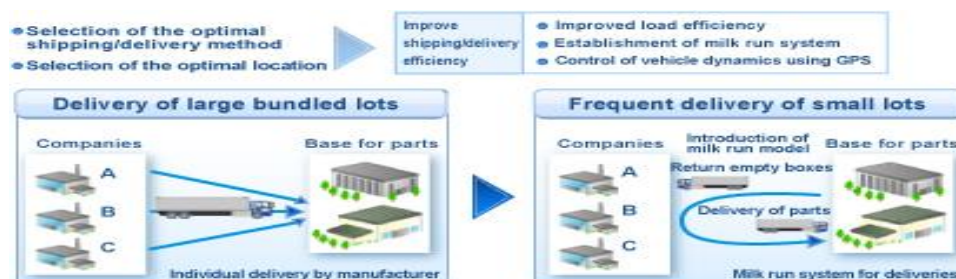 Selection of the optimal
shipping/delivery method
Selection of the optimal location
Improve
shipping/delivery
efficiency
Improved load efficiency
Establishment of milk run system
Control of vehicle dynamics using GPS
Delivery of large bundled lots
Companies
Base for parts
A
B
C
Individual delivery by manufacturer
Frequent delivery of small lots
Companies
Introduction of
milk run model
Base for parts
A
Return empty boxes
B
Delivery of parts
C
Milk run system for deliveries